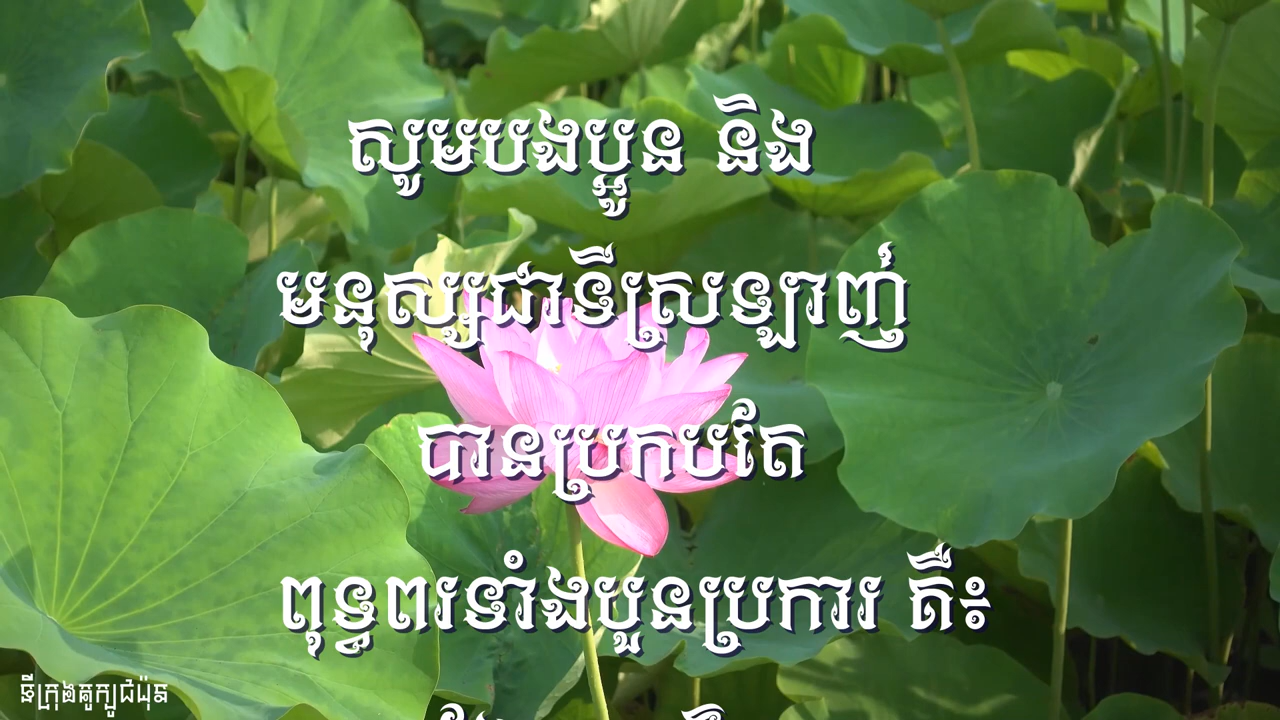 សូមបងប្អូន និង
មនុស្សជាទីស្រឡាញ់
បានប្រកបតែ
ពុទ្ធពរទាំងបួនប្រការ គឺ៖
ឆីក្រុងតូក្យូជប៉ុន